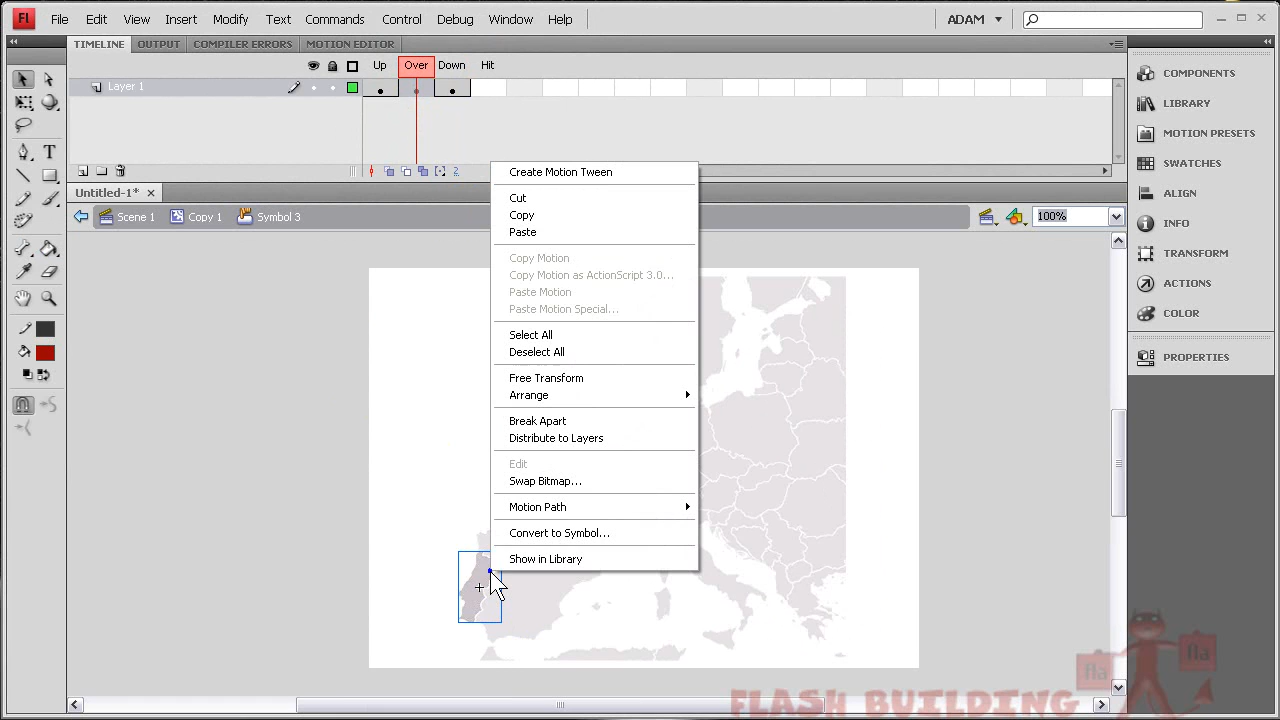 Fl File Edit View Insert Modify Text Commands Control Debug Window Help ADAM
TIMELINE OUTPUT COMPILER ERRORS MOTION EDITOR
Up Over Down Hit
Layer 1
Untitled-1*
Scene 1 Copy 1 Symbol 3 100%
Create Motion Tween
Cut
Copy
Paste
Copy Motion
Copy Motion as ActionScript 3.0...
Paste Motion
Paste Motion Special...
Select All
Deselect All
Free Transform
Arrange
Break Apart
Distribute to Layers
Edit
Swap Bitmap...
Motion Path
Convert to Symbol...
Show in Library
COMPONENTS
LIBRARY
MOTION PRESETS
SWATCHES
ALIGN
INFO
TRANSFORM
ACTIONS
COLOR
PROPERTIES
fla fla
FLASH BUILDING